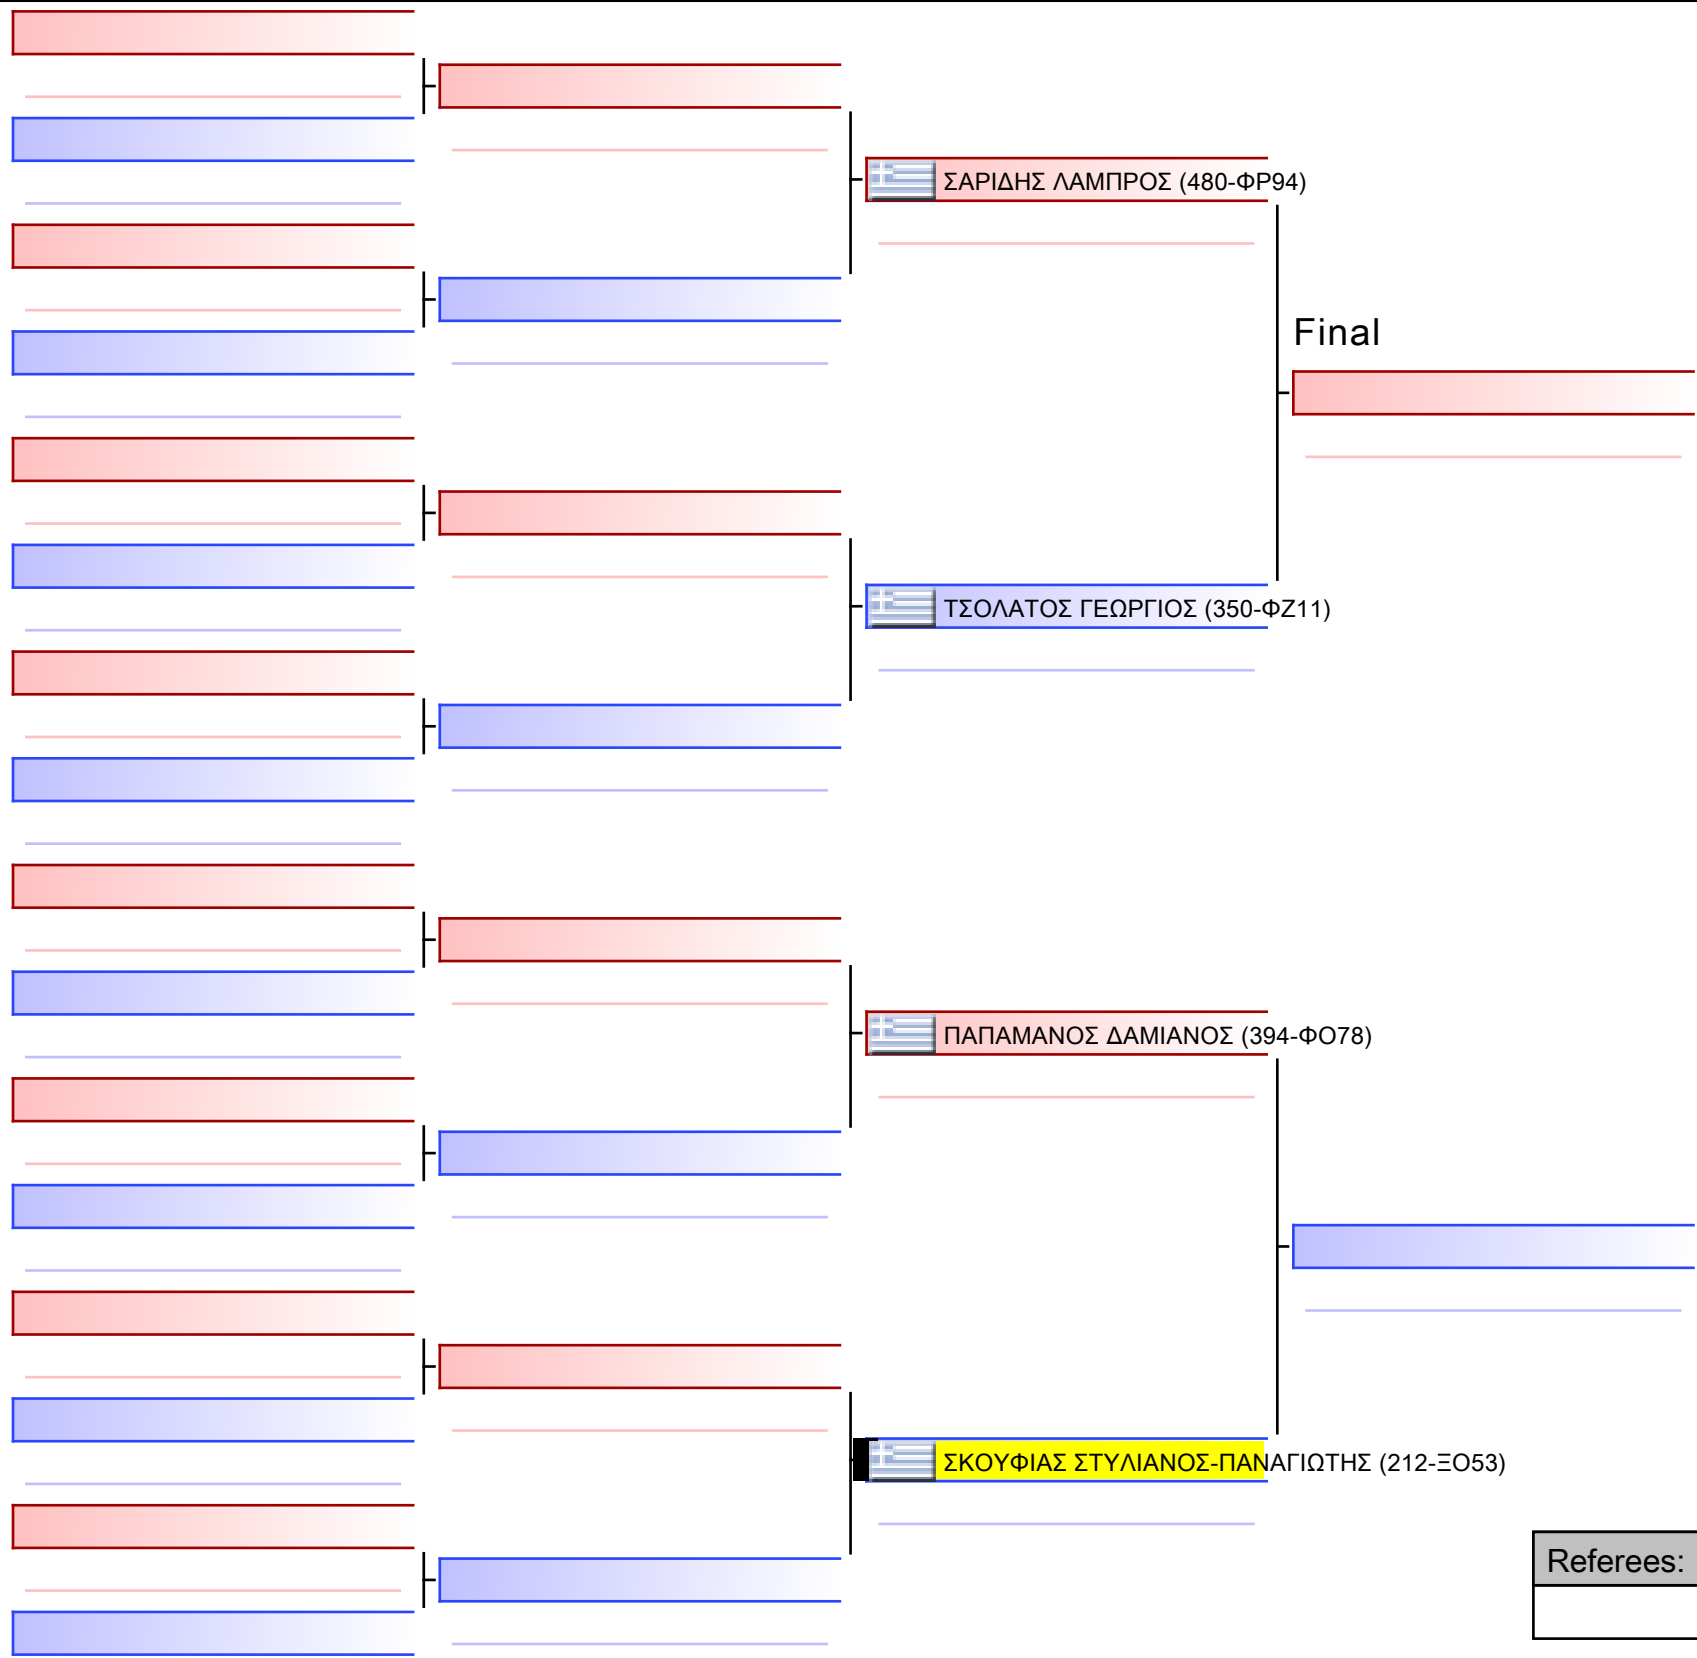 ΣΑΡΙΔΗΣ ΛΑΜΠΡΟΣ (480-ΦΡ94)
Final
ΤΣΟΛΑΤΟΣ ΓΕΩΡΓΙΟΣ (350-ΦΖ11)
ΠΑΠΑΜΑΝΟΣ ΔΑΜΙΑΝΟΣ (394-ΦΟ78)
ΣΚΟΥΦΙΑΣ ΣΤΥΛΙΑΝΟΣ-ΠΑΝΑΓΙΩΤΗΣ (212-ΞΟ53)
Referees: